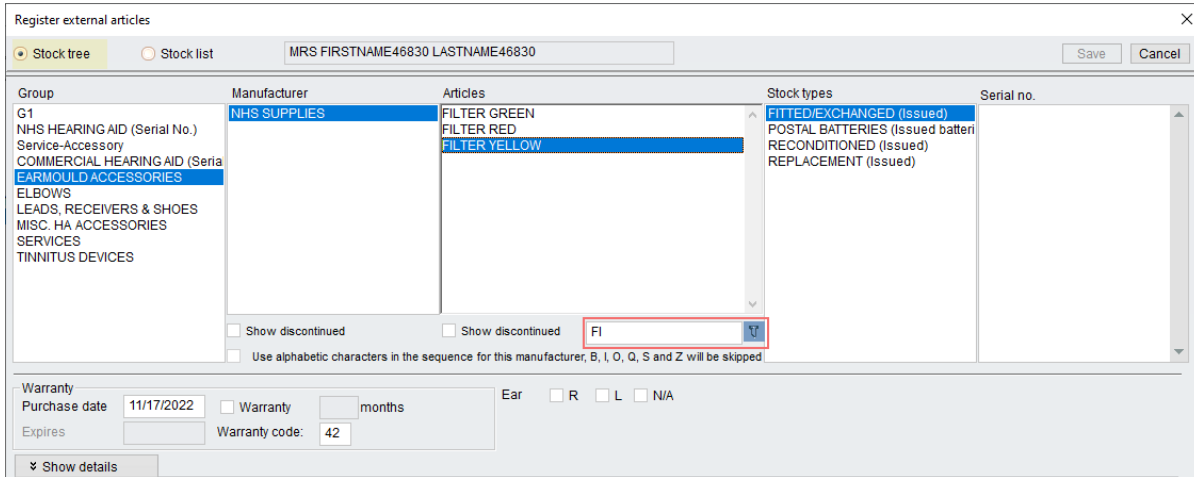 Register external articles
Stock tree
Stock list
MRS FIRSTNAME46830 LASTNAME46830
Save
Cancel
Group
Manufacturer
Articles
Stock types
Serial no.
G1
NHS HEARING AID (Serial No.)
Service-Accessory
COMMERCIAL HEARING AID (Seria
EARMOULD ACCESSORIES
ELBOWS
LEADS, RECEIVERS & SHOES
MISC. HA ACCESSORIES
SERVICES
TINNITUS DEVICES
NHS SUPPLIES
FILTER GREEN
FILTER RED
FILTER YELLOW
FITTED/EXCHANGED (Issued)
POSTAL BATTERIES (Issued batteri
RECONDITIONED (Issued)
REPLACEMENT (Issued)
Show discontinued
Show discontinued
FI
Use alphabetic characters in the sequence for this manufacturer, B, I, O, Q, S and Z will be skipped
Warranty
Purchase date
11/17/2022
Warranty
months
Expires
Warranty code:
42
Ear
R
L
N/A
Show details